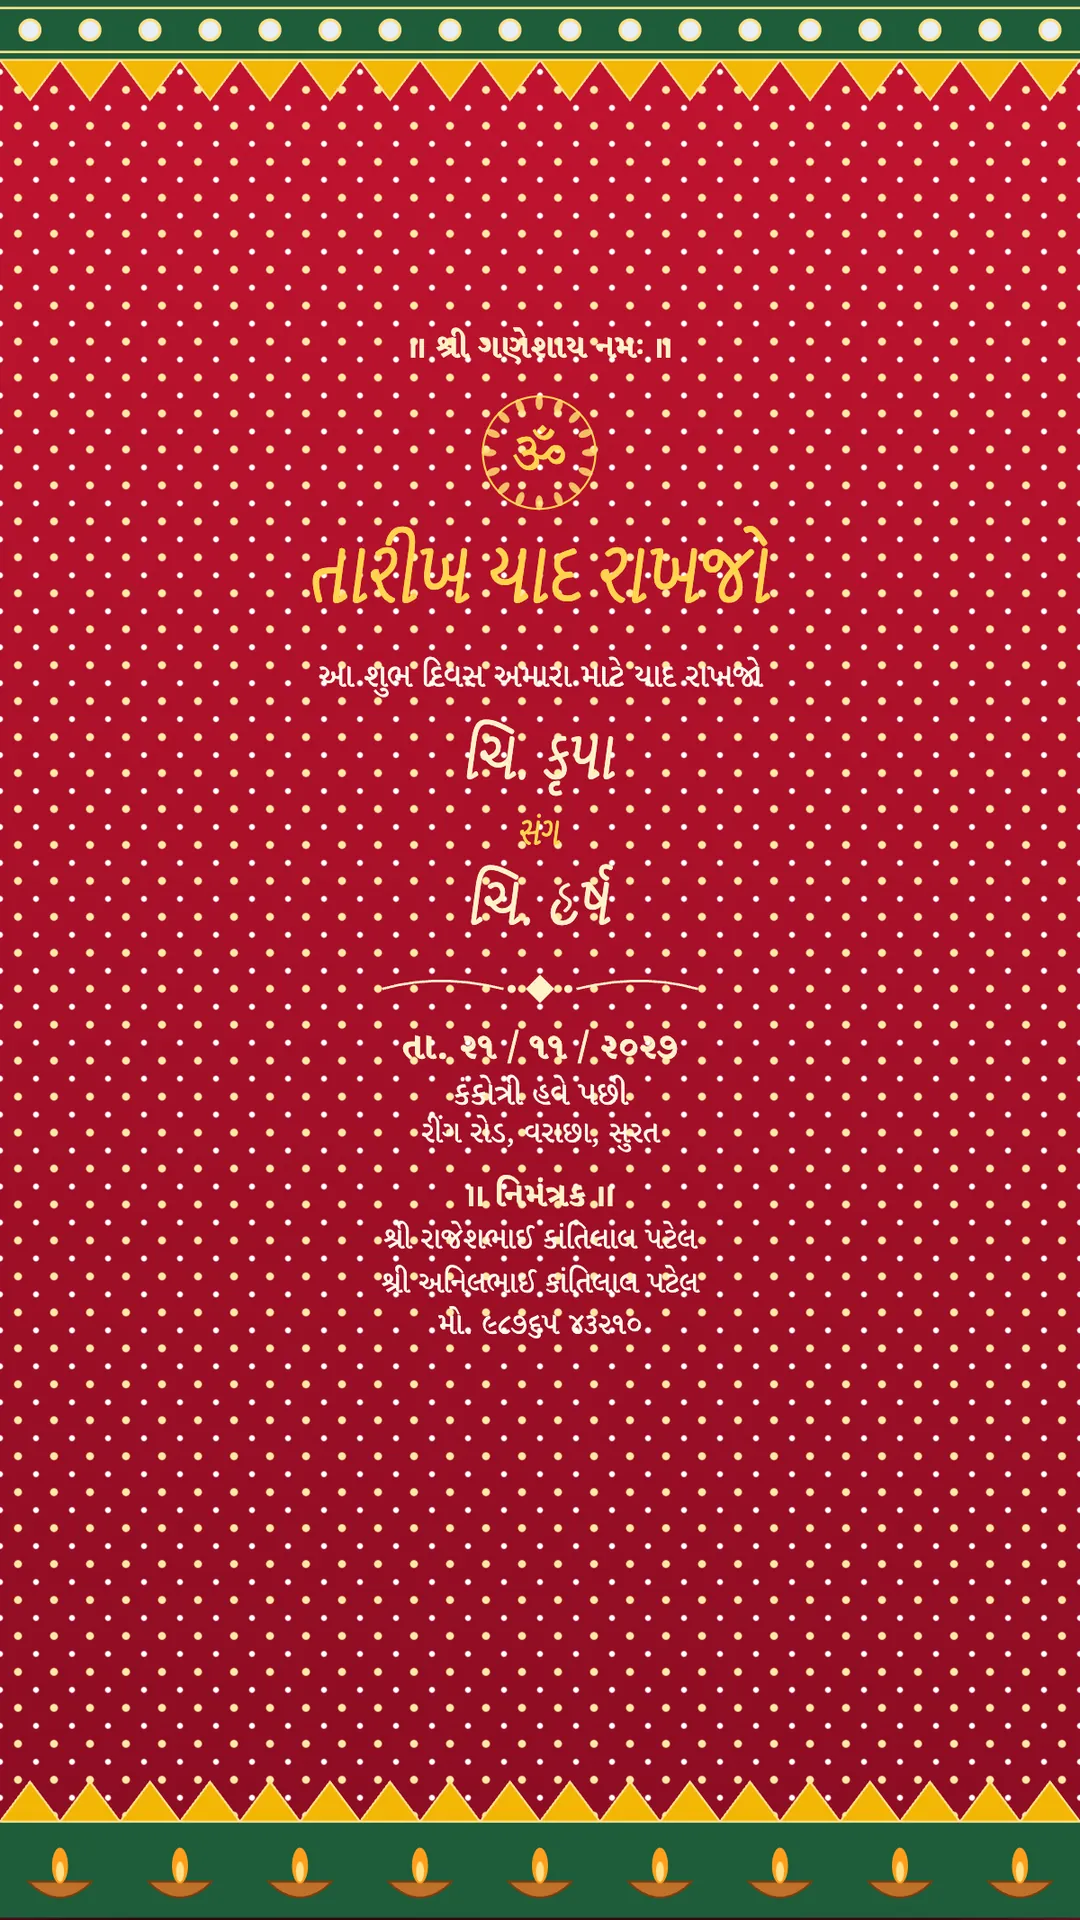 ॥ શ્રી ગણેશાય નમઃ ॥
ૐ
તારીખ યાદ રાખજો
આ શુભ દિવસ અમારા માટે યાદ રાખજો
ચિ. કૃપા
સંગ
ચિ. હર્ષ
તા. ૨૧ / ૧૧ / ૨૦૨૭
કંકોત્રી હવે પછી
રીંગ રોડ, વરાછા, સુરત
॥ નિમંત્રક ॥
શ્રી રાજેશભાઈ કાંતિલાલ પટેલ
શ્રી અનિલભાઈ કાંતિલાલ પટેલ
મો. ૯૮૭૬૫ ૪૩૨૧૦